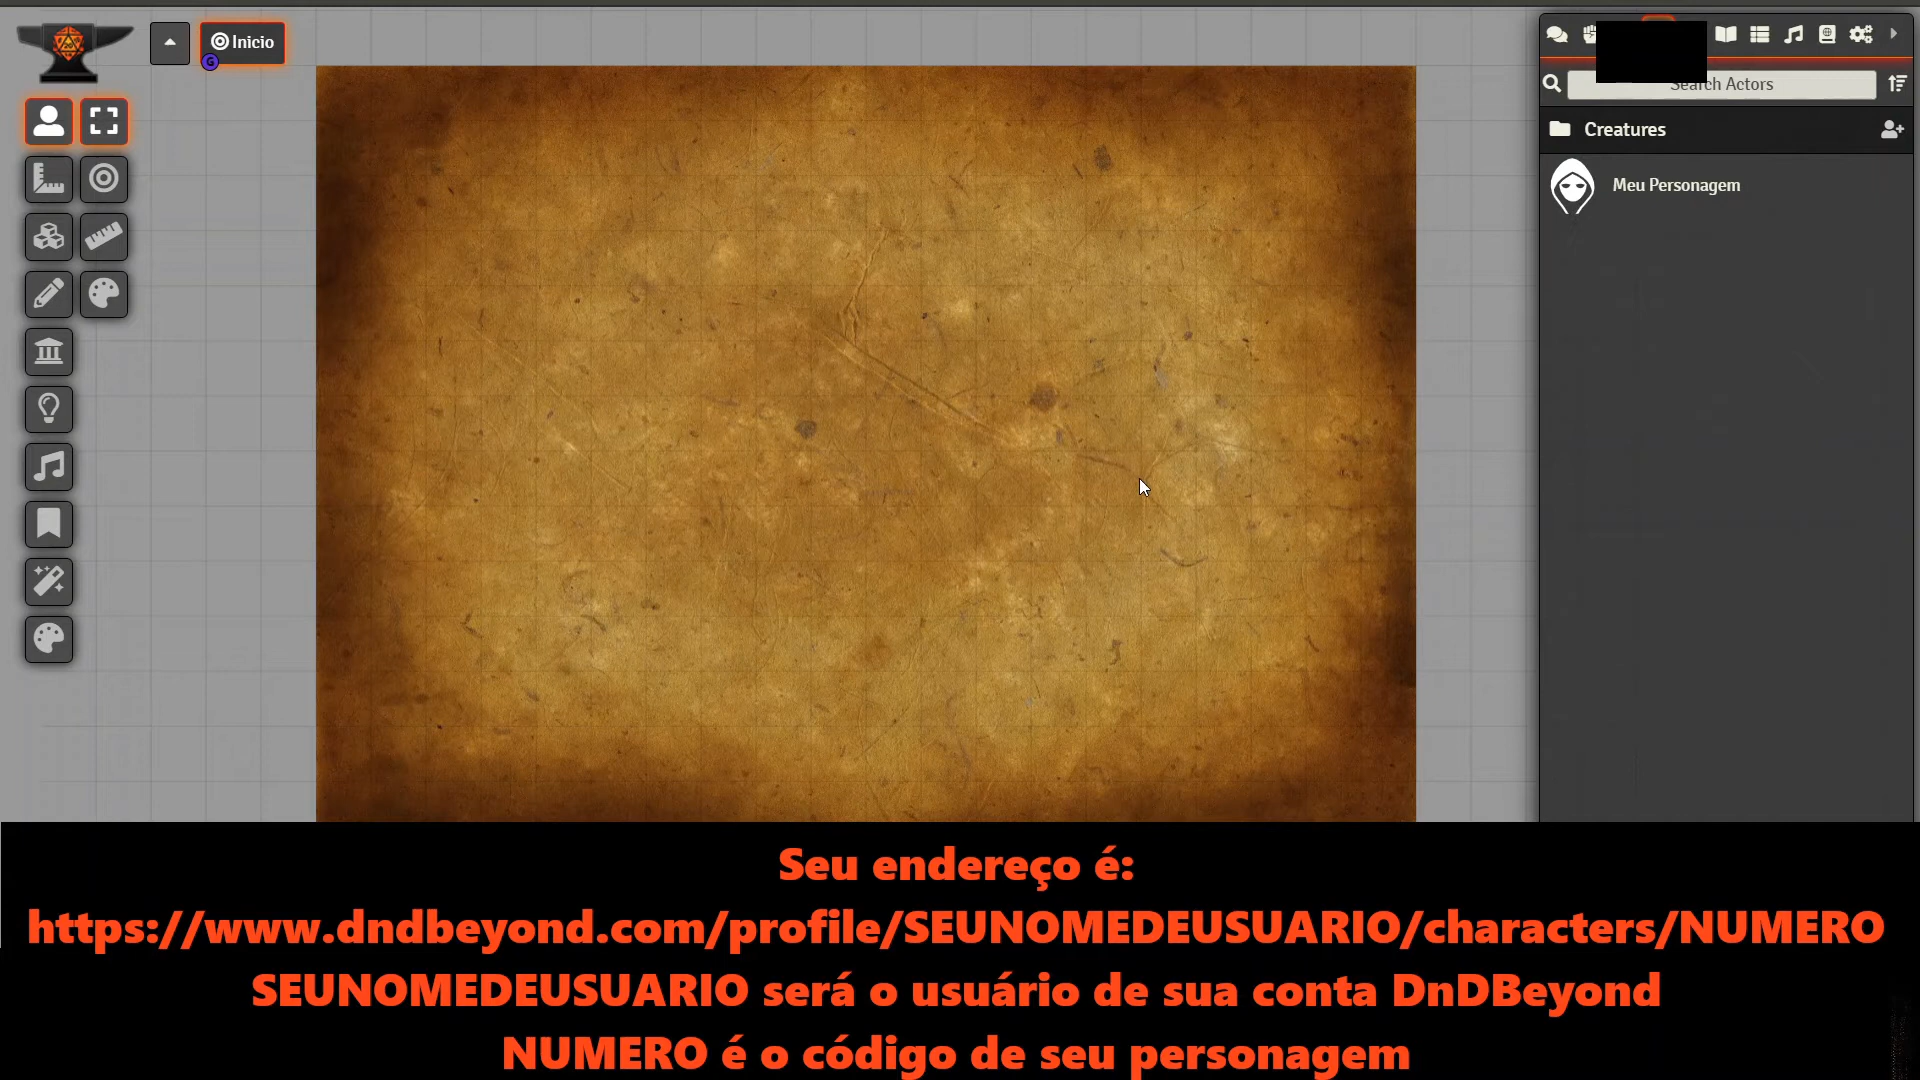 Inicio
G
Search Actors
Creatures
Meu Personagem
Seu endereço é:
https://www.dndbeyond.com/profile/SEUNOMEDEUSUARIO/characters/NUMERO
SEUNOMEDEUSUARIO será o usuário de sua conta DnDBeyond
NUMERO é o código de seu personagem